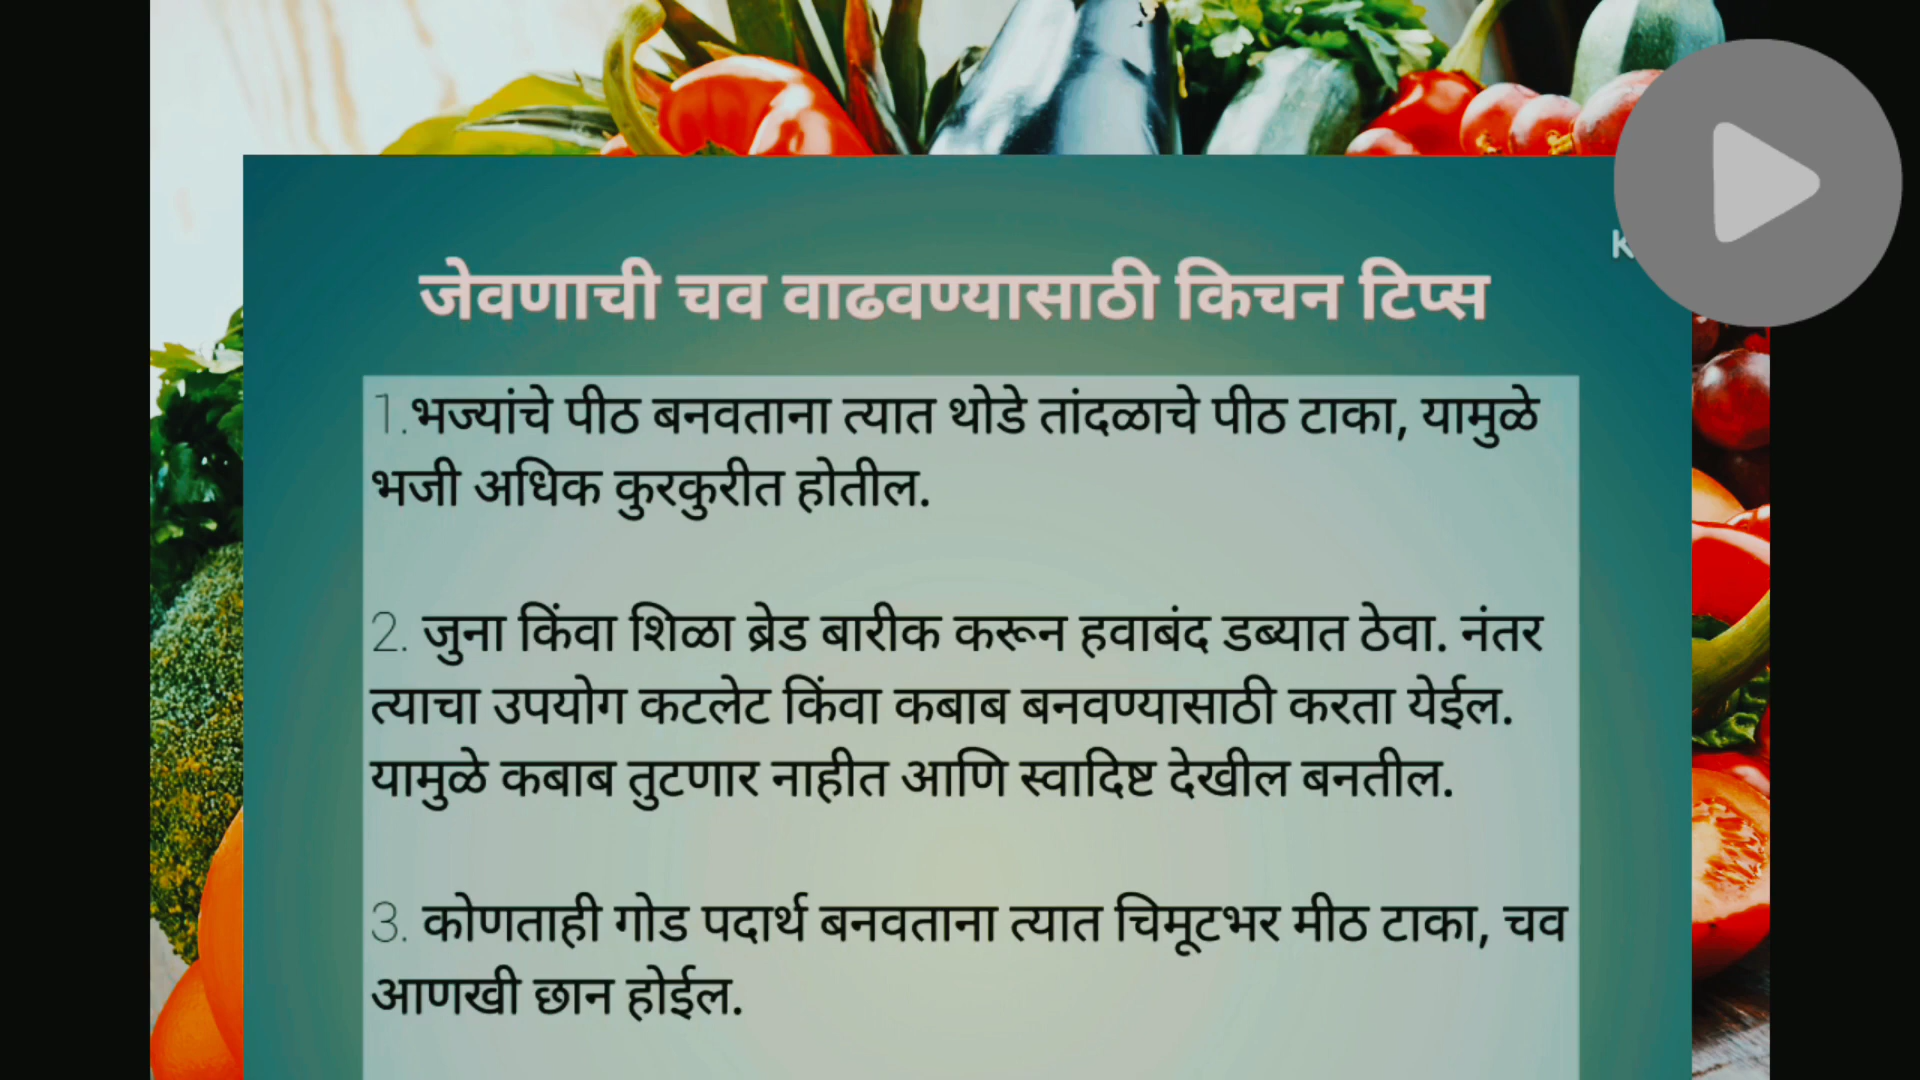 जेवणाची चव वाढवण्यासाठी किचन टिप्स
1.भज्यांचे पीठ बनवताना त्यात थोडे तांदळाचे पीठ टाका, यामुळे
भजी अधिक कुरकुरीत होतील.
2. जुना किंवा शिळा ब्रेड बारीक करून हवाबंद डब्यात ठेवा. नंतर
त्याचा उपयोग कटलेट किंवा कबाब बनवण्यासाठी करता येईल.
यामुळे कबाब तुटणार नाहीत आणि स्वादिष्ट देखील बनतील.
3. कोणताही गोड पदार्थ बनवताना त्यात चिमूटभर मीठ टाका, चव
आणखी छान होईल.